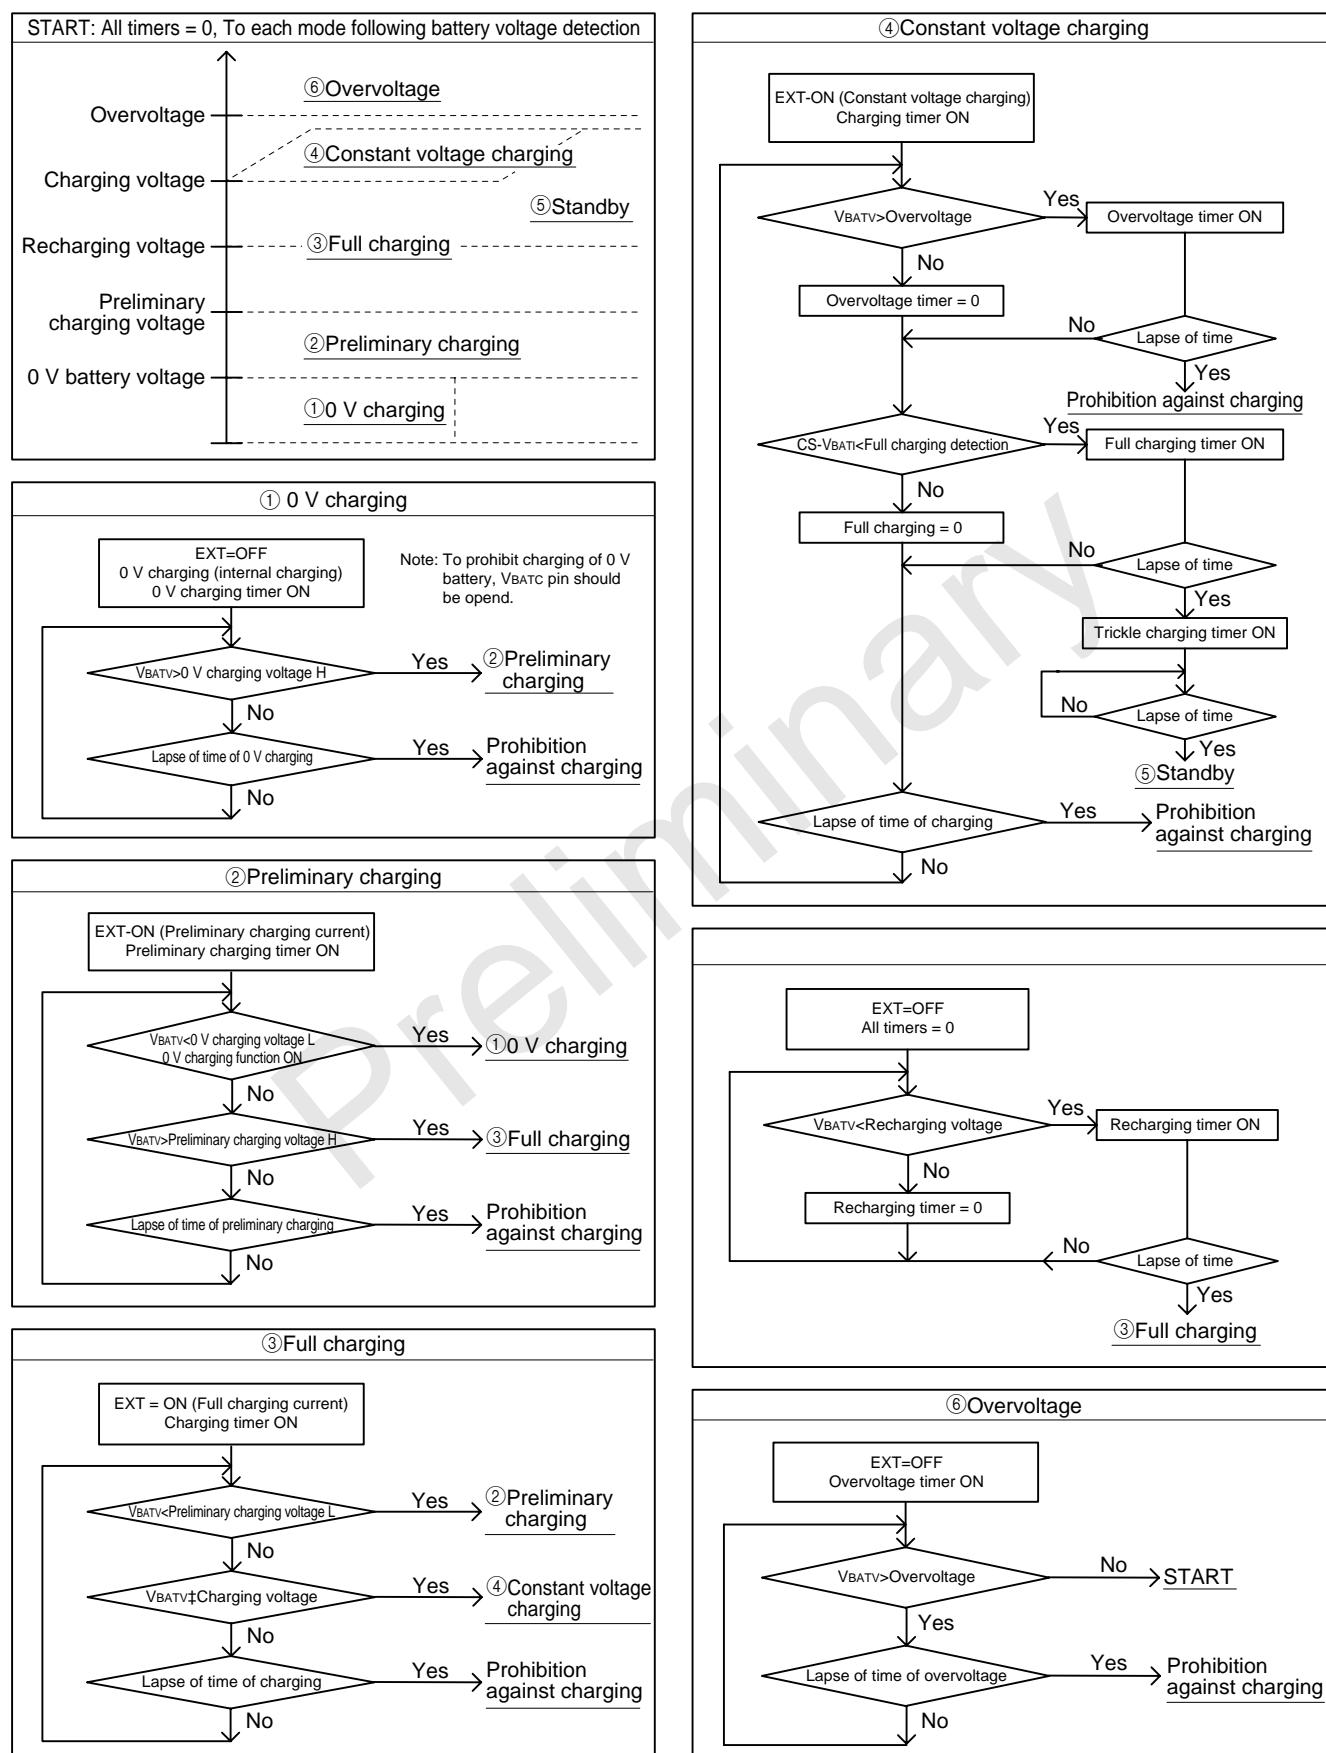 START: All timers = 0, To each mode following battery voltage detection
⑥Overvoltage
Overvoltage
④Constant voltage charging
Charging voltage
⑤Standby
Recharging voltage
③Full charging
Preliminary
charging voltage
②Preliminary charging
0 V battery voltage
①0 V charging
① 0 V charging
EXT=OFF
0 V charging (internal charging)
0 V charging timer ON
Note: To prohibit charging of 0 V
battery, VBATC pin should
be opend.
VBATV>0 V charging voltage H
Yes
②Preliminary
charging
No
Lapse of time of 0 V charging
Yes
Prohibition
against charging
No
②Preliminary charging
EXT-ON (Preliminary charging current)
Preliminary charging timer ON
VBATV<0 V charging voltage L
0 V charging function ON
Yes
①0 V charging
No
VBATV>Preliminary charging voltage H
Yes
③Full charging
No
Lapse of time of preliminary charging
Yes
Prohibition
against charging
No
③Full charging
EXT = ON (Full charging current)
Charging timer ON
VBATV<Preliminary charging voltage L
Yes
②Preliminary
charging
No
VBATV‡Charging voltage
Yes
④Constant voltage
charging
No
Lapse of time of charging
Yes
Prohibition
against charging
No
④Constant voltage charging
EXT-ON (Constant voltage charging)
Charging timer ON
VBATV>Overvoltage
Yes
Overvoltage timer ON
No
Overvoltage timer = 0
No
Lapse of time
Yes
Prohibition against charging
CS-VBATI<Full charging detection
Yes
Full charging timer ON
No
Full charging = 0
No
Lapse of time
Yes
Trickle charging timer ON
No
Lapse of time
Yes
⑤Standby
Lapse of time of charging
Yes
Prohibition
against charging
No
EXT=OFF
All timers = 0
VBATV<Recharging voltage
Yes
Recharging timer ON
No
Recharging timer = 0
No
Lapse of time
Yes
③Full charging
⑥Overvoltage
EXT=OFF
Overvoltage timer ON
VBATV>Overvoltage
No
START
Yes
Lapse of time of overvoltage
Yes
Prohibition
against charging
No
Preliminary